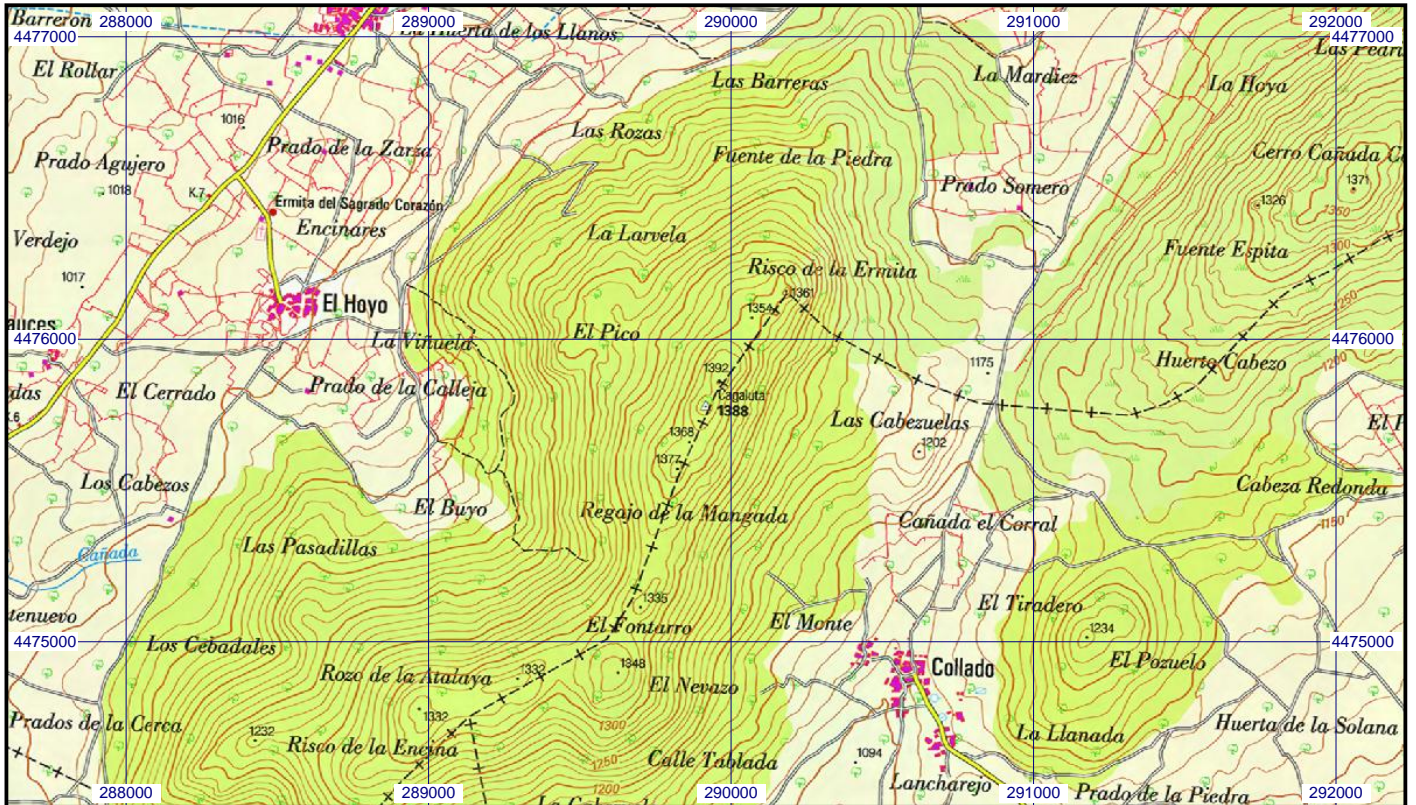 288000
289000
290000
291000
292000
Barreron
La Huerta de los Llanos
4477000
4477000
El Rollar
Las Barreras
La Mardiez
La Hoya
1016
Las Rozas
Prado de la Zarza
Fuente de la Piedra
Cerro Cañada
Prado Agujero
1018
K.7
Prado Somero
1371
1326
Ermita del Sagrado Corazón
1350
Encinares
La Larvela
Verdejo
1300
Fuente Espita
Risco de la Ermita
1017
1361
1250
El Hoyo
1354
auces
4476000
La Viñuela
El Pico
4476000
1175
Huerto Cabezo
1200
1392
das
El Cerrado
Prado de la Calleja
Cagaluta
1388
K.6
Las Cabezuelas
1368
1202
1377
Los Cabezos
Cabeza Redonda
El Buyo
Regajo de la Mangada
Cañada el Corral
1150
Las Pasadillas
Cañada
1335
El Tiradero
tenuevo
El Fontarro
El Monte
1234
4475000
Los Cebadales
4475000
1332
1348
Collado
El Pozuelo
Rozo de la Atalaya
El Nevazo
1332
Prados de la Cerca
1300
Huerta de la Solana
1232
Risco de la Encina
La Llanada
1094
1250
Calle Tablada
Lancharejo
1200
Prado de la Piedra
288000
289000
290000
291000
292000